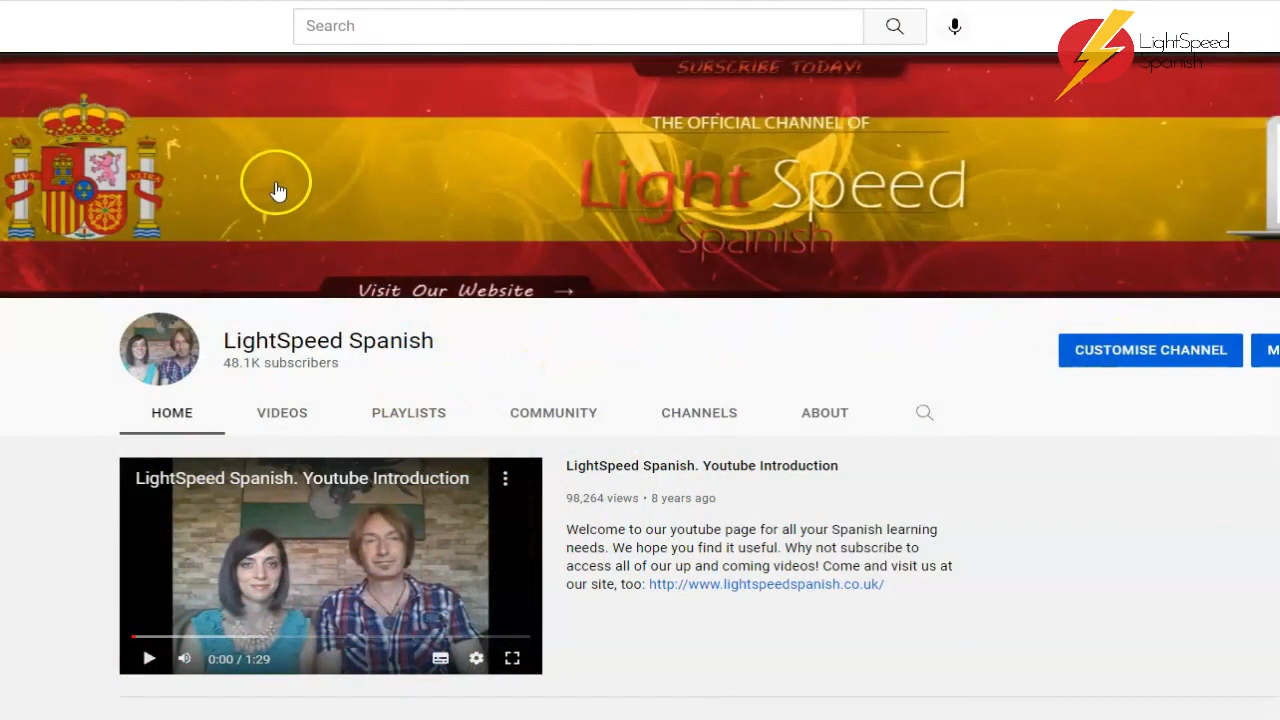 Search
LightSpeed
Spanish
SUBSCRIBE TODAY!
THE OFFICIAL CHANNEL OF
Light Speed
Spanish
PLVS VLTRA
Visit Our Website →
LightSpeed Spanish
48.1K subscribers
CUSTOMISE CHANNEL
M
HOME VIDEOS PLAYLISTS COMMUNITY CHANNELS ABOUT
LightSpeed Spanish. Youtube Introduction
0:00 / 1:29
LightSpeed Spanish. Youtube Introduction
98,264 views • 8 years ago
Welcome to our youtube page for all your Spanish learning
needs. We hope you find it useful. Why not subscribe to
access all of our up and coming videos! Come and visit us at
our site, too: http://www.lightspeedspanish.co.uk/